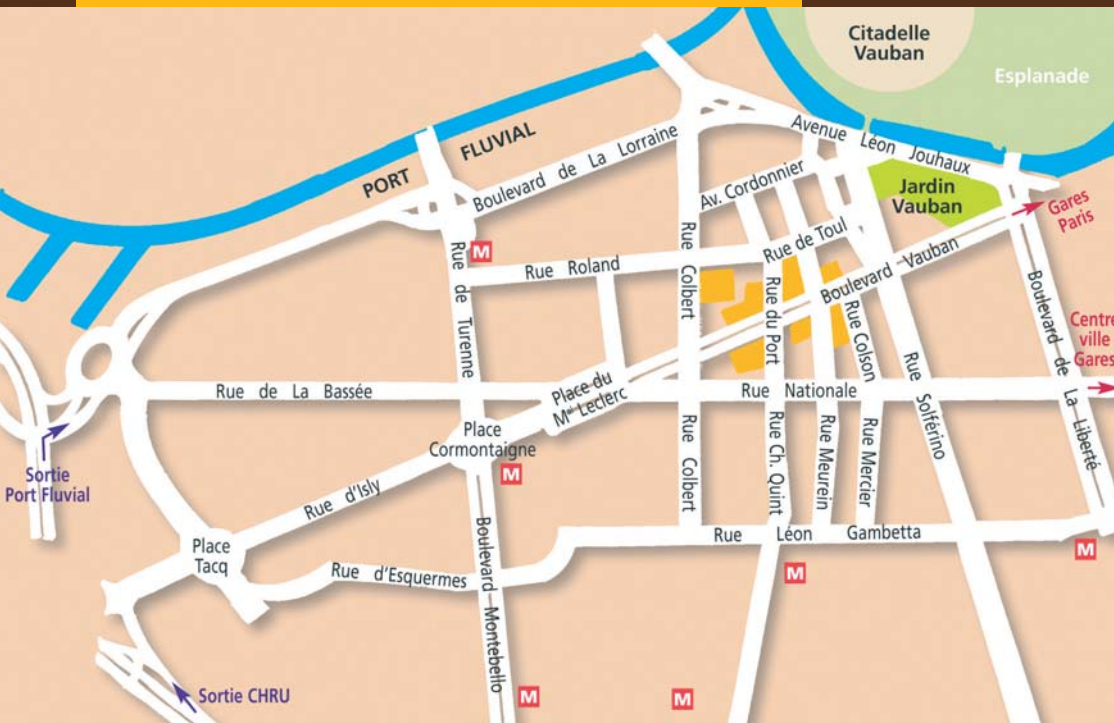 Citadelle
Vauban
Esplanade
PORT FLUVIAL
Boulevard de La Lorraine
Avenue Léon Jouhaux
Av. Cordonnier
Jardin
Vauban
Gares
Paris
Rue de Toul
Rue Roland
Rue de Turenne
M
Rue Colbert
Rue du Port
Boulevard Vauban
Rue Colson
Rue Solférino
Boulevard de La Liberté
Centre
ville
Gares
Rue de La Bassée
Place du
Mal Leclerc
Rue Nationale
Place
Cormontaigne
M
Rue Colbert
Rue Ch. Quint
Rue Meurein
Rue Mercier
Sortie
Port Fluvial
Rue d'Isly
Place
Tacq
Rue d'Esquermes
Boulevard Montebello
Rue Léon Gambetta
M
M
Sortie CHRU
M
M